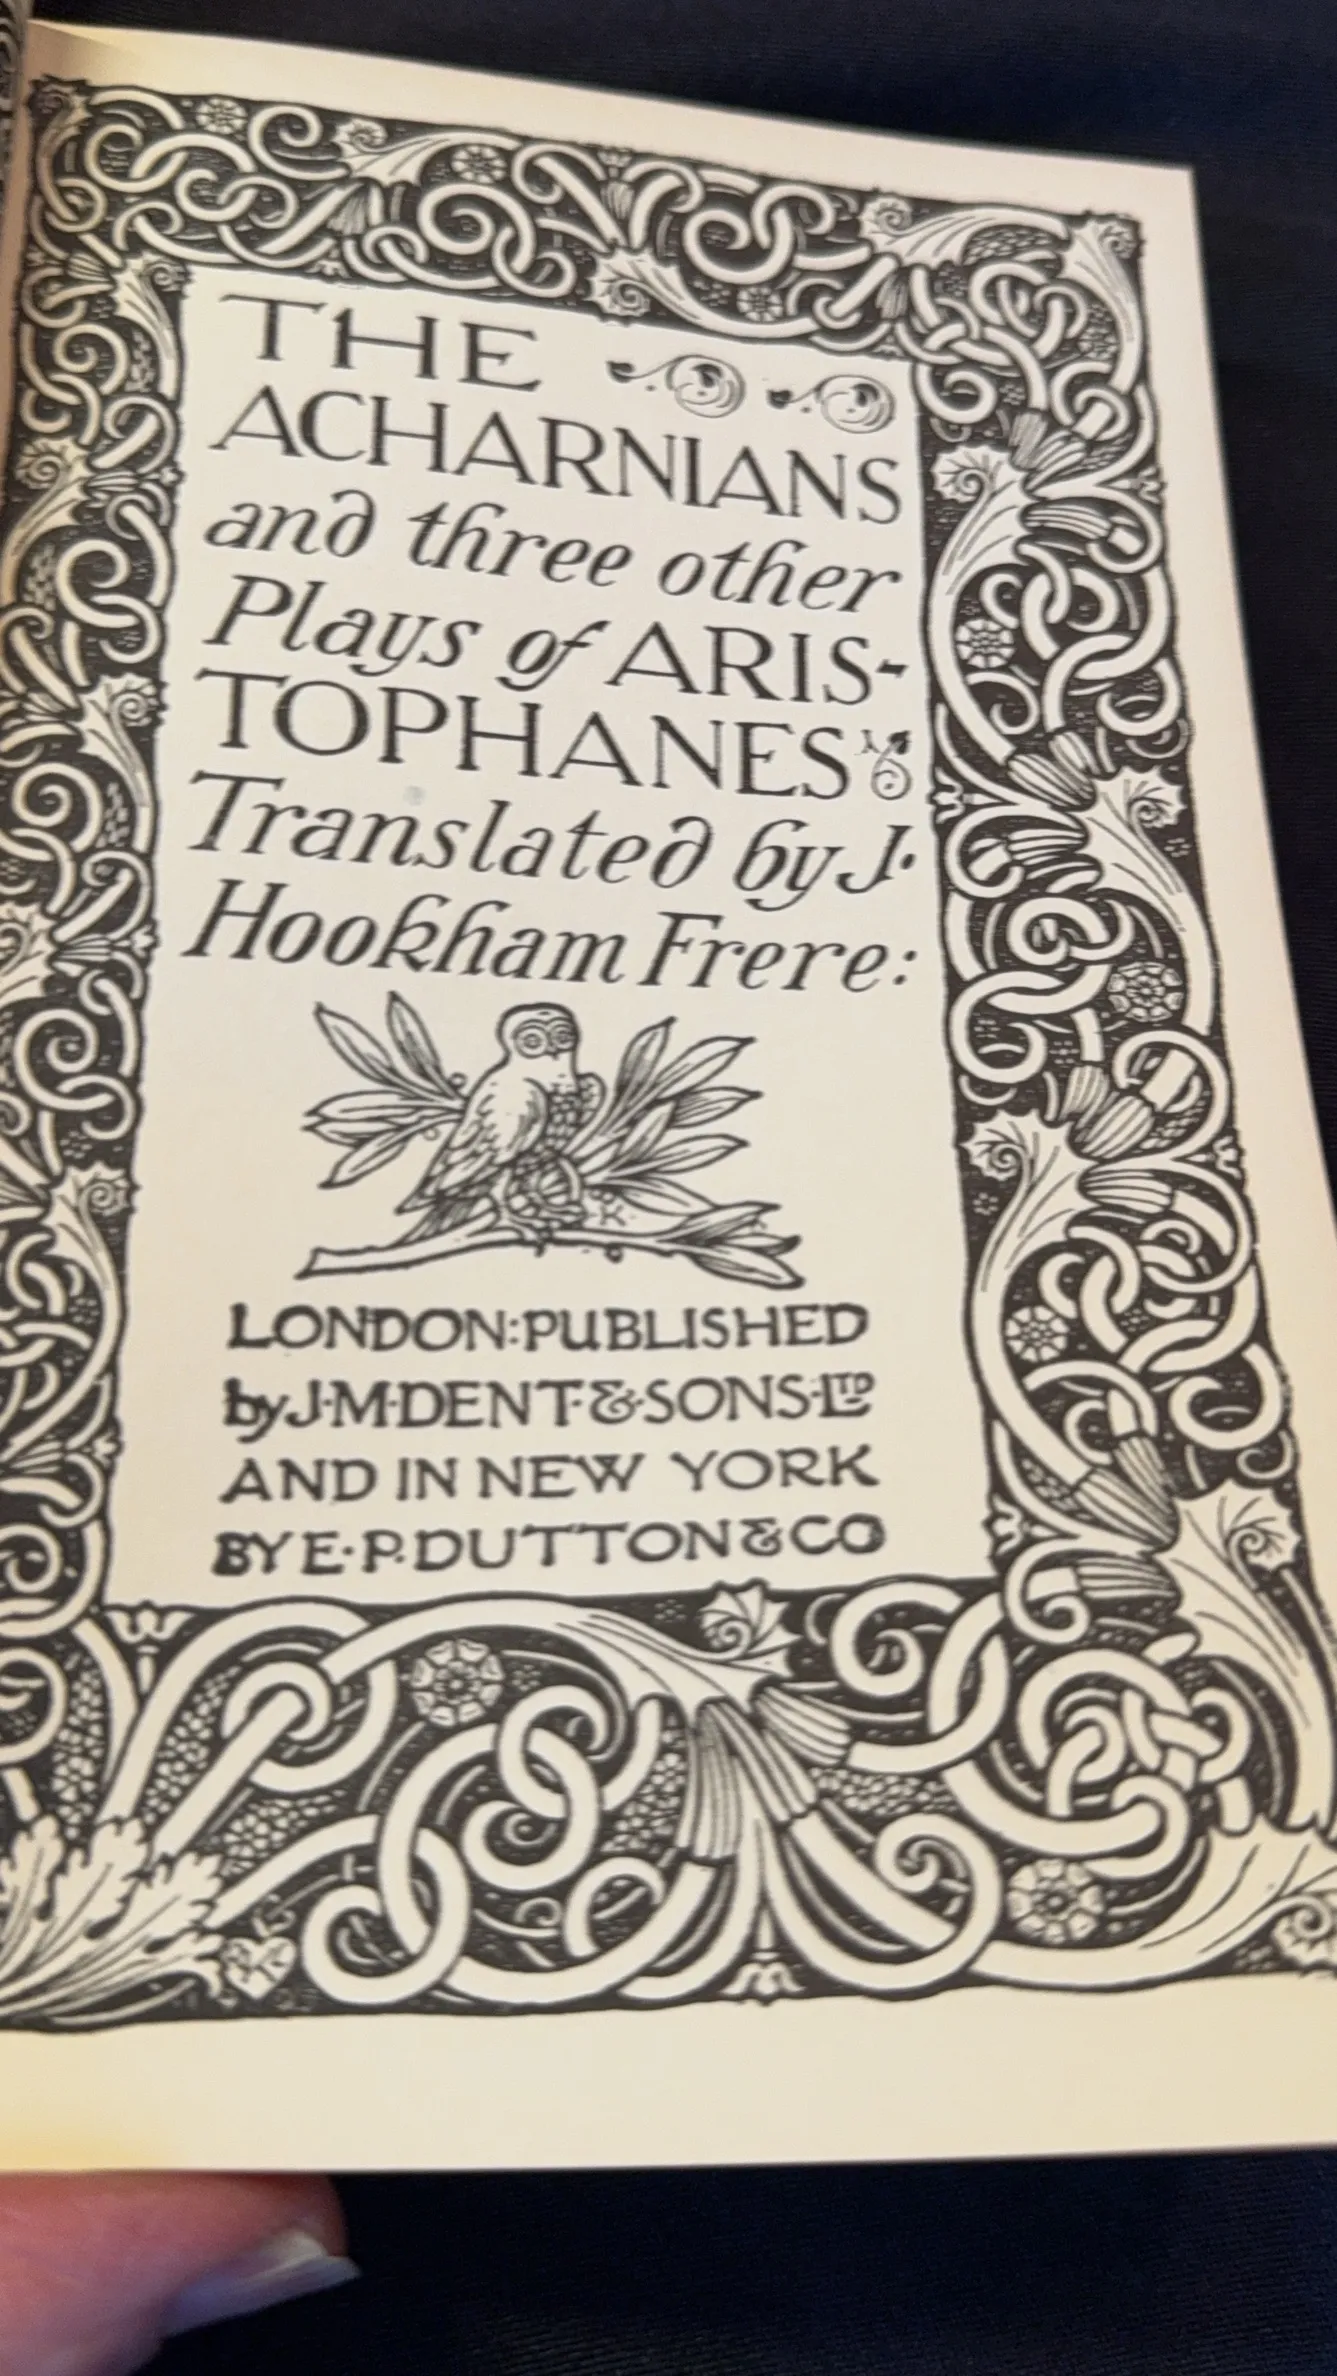 THE
ACHARNIANS
and three other
Plays of ARIS-
TOPHANES
Translated by J.
Hookham Frere:
LONDON:PUBLISHED
by J·M·DENT·&·SONS·LTD
AND IN NEW YORK
BY E·P·DUTTON & CO